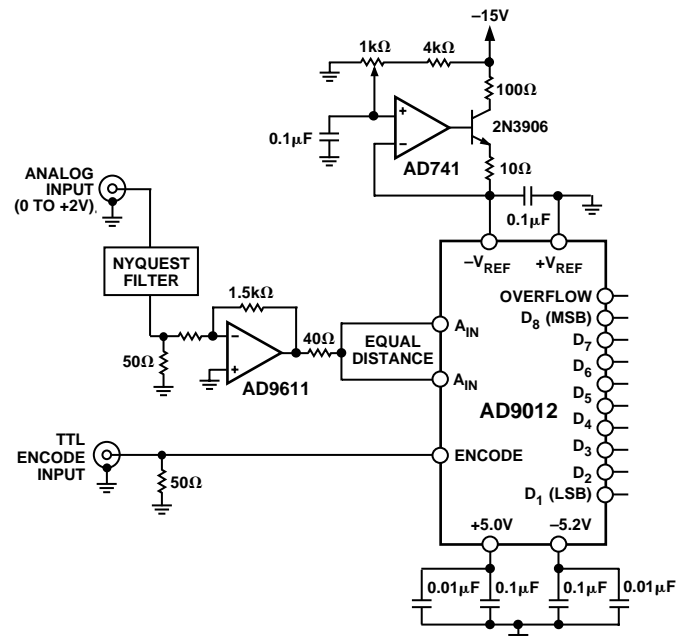 –15V
1kΩ
4kΩ
100Ω
2N3906
0.1µF
+
–
AD741
10Ω
0.1µF
ANALOG
INPUT
(0 TO +2V)
NYQUEST
FILTER
–VREF
+VREF
1.5kΩ
50Ω
–
+
AD9611
40Ω
EQUAL
DISTANCE
AIN
AIN
OVERFLOW
D8 (MSB)
D7
D6
D5
D4
D3
D2
D1 (LSB)
AD9012
TTL
ENCODE
INPUT
50Ω
ENCODE
+5.0V
–5.2V
0.01µF
0.1µF
0.1µF
0.01µF